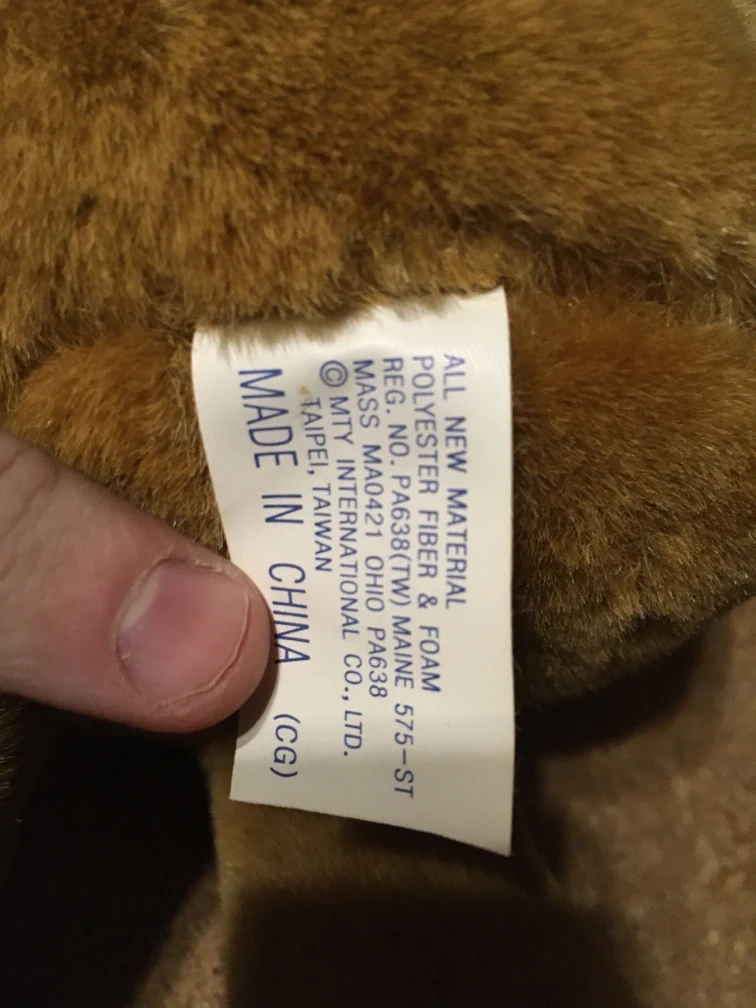 ALL NEW MATERIAL
POLYESTER FIBER & FOAM
REG. NO. PA638(TW) MAINE 575-ST
MASS MA0421 OHIO PA638
© MTY INTERNATIONAL CO., LTD.
TAIPEI, TAIWAN
MADE IN CHINA (CG)